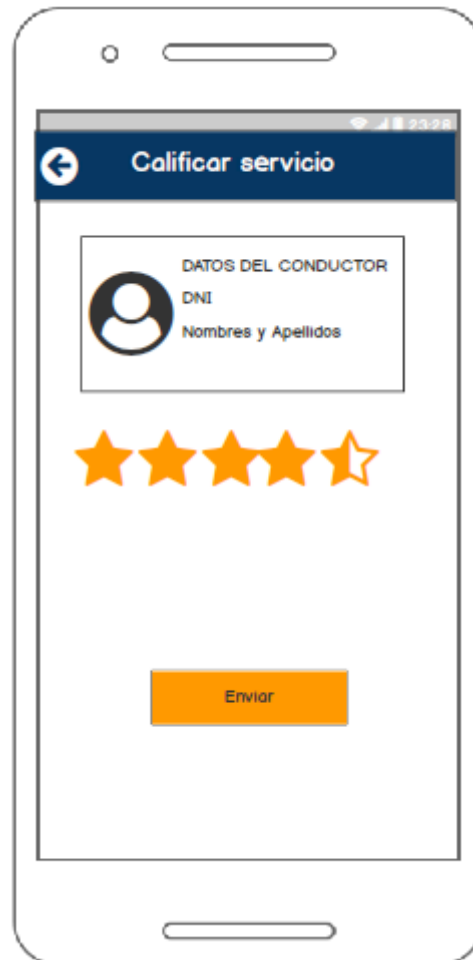 23:28
Calificar servicio
DATOS DEL CONDUCTOR
DNI
Nombres y Apellidos
Enviar